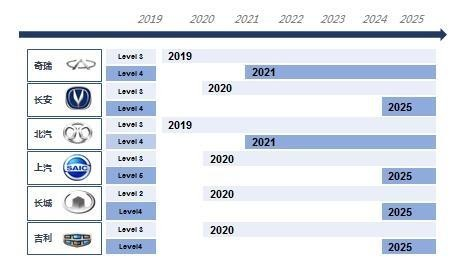 2019 2020 2021 2022 2023 2024 2025
奇瑞 Level 3 2019
Level 4 2021
长安 Level 3 2020
Level 4 2025
北汽 Level 3 2019
Level 4 2021
上汽 SAIC Level 3 2020
Level 5 2025
长城 Level 2 2020
Level4 2025
吉利 Level 3 2020
Level4 2025